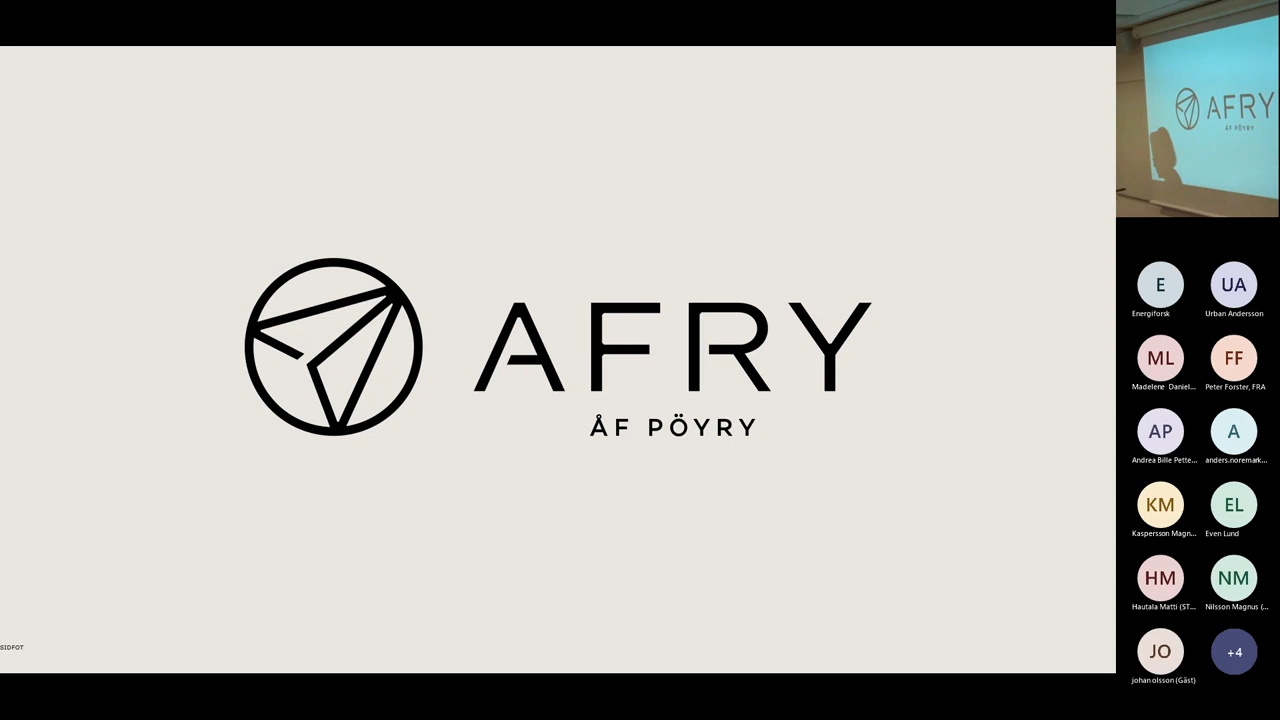 AFRY
ÅF PÖYRY
SIDFOT
AFRY
ÅF PÖYRY
E
Energiforsk
UA
Urban Andersson
ML
Madelene Daniel...
FF
Peter Forster, FRA
AP
Andrea Bille Pette...
A
anders.noremark...
KM
Kaspersson Magn...
EL
Even Lund
HM
Hautala Matti (ST...
NM
Nilsson Magnus (...
JO
johan olsson (Gäst)
+4